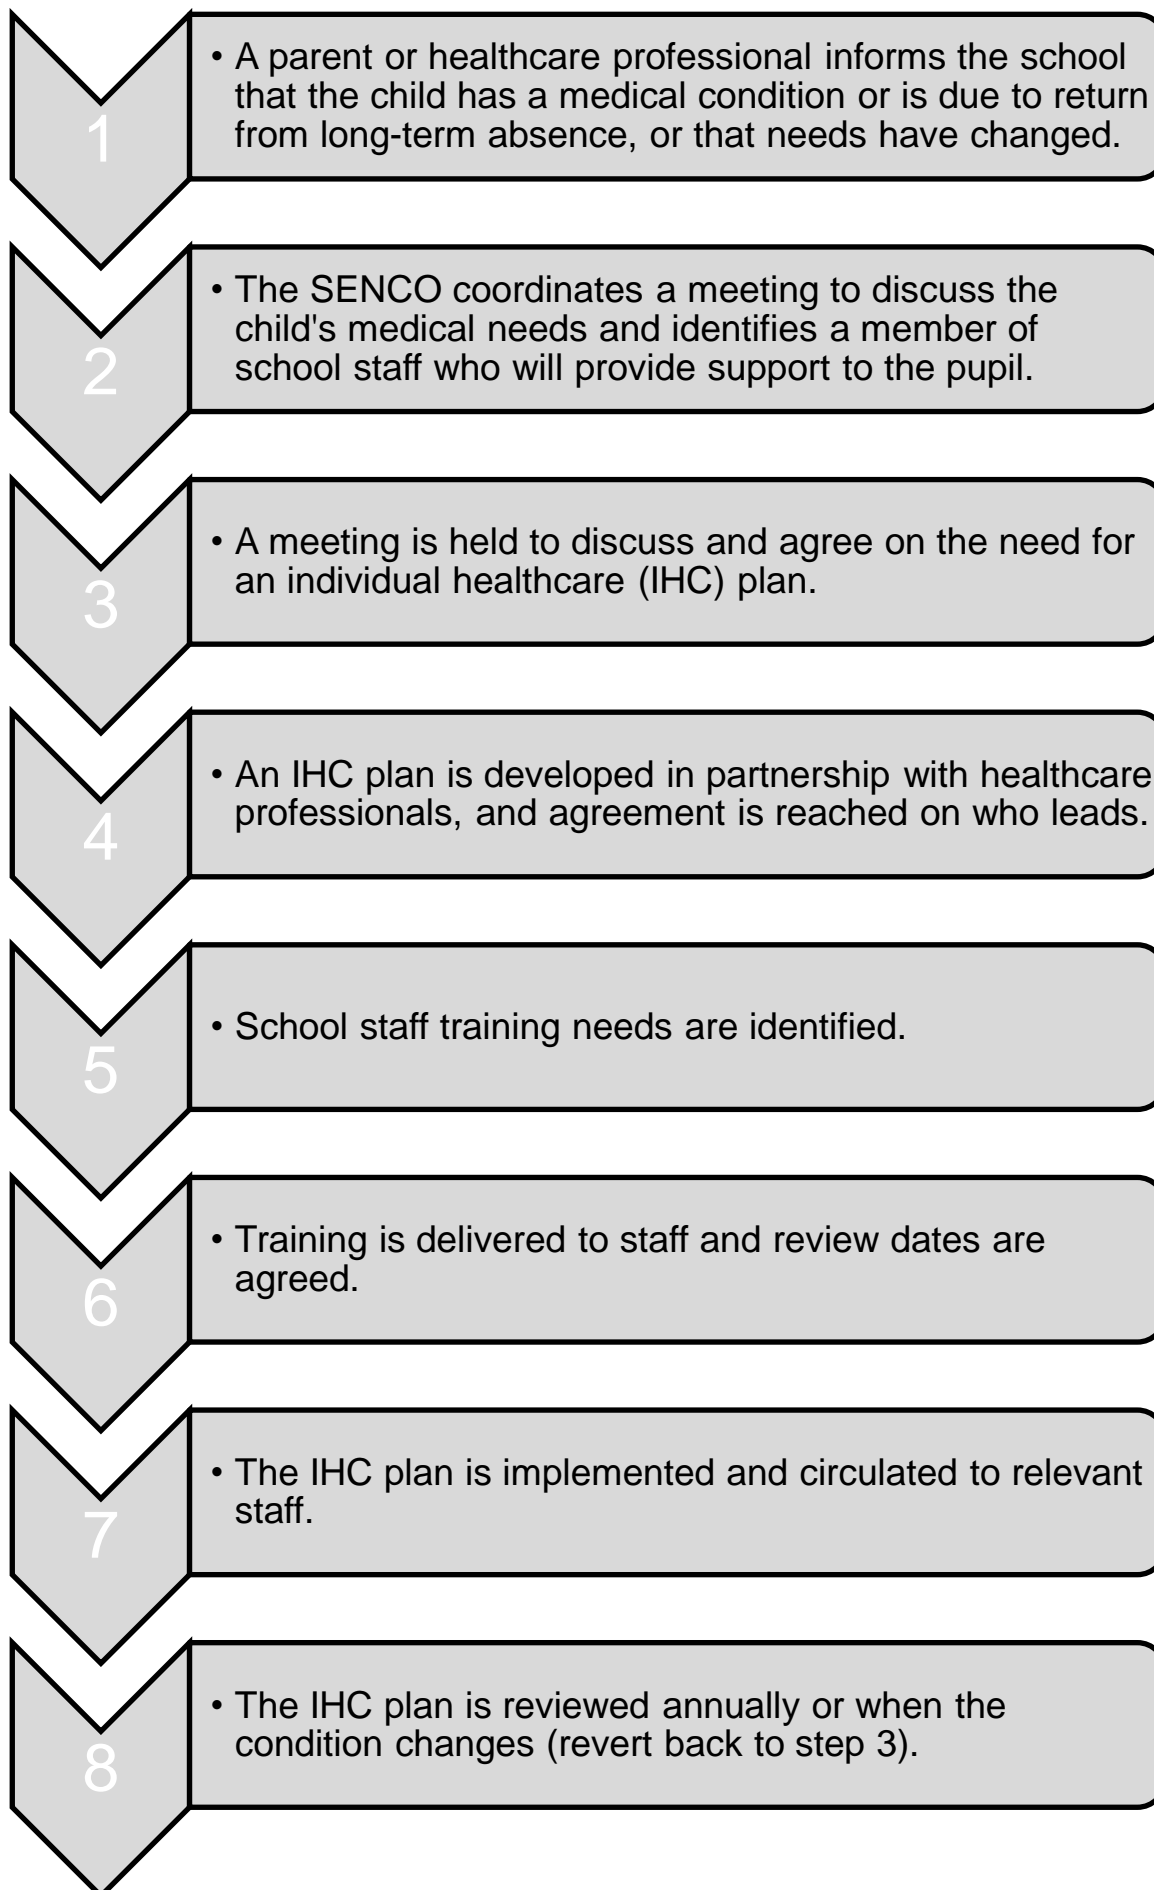 1
• A parent or healthcare professional informs the school
that the child has a medical condition or is due to return
from long-term absence, or that needs have changed.
2
• The SENCO coordinates a meeting to discuss the
child's medical needs and identifies a member of
school staff who will provide support to the pupil.
3
• A meeting is held to discuss and agree on the need for
an individual healthcare (IHC) plan.
4
• An IHC plan is developed in partnership with healthcare
professionals, and agreement is reached on who leads.
5
• School staff training needs are identified.
6
• Training is delivered to staff and review dates are
agreed.
7
• The IHC plan is implemented and circulated to relevant
staff.
8
• The IHC plan is reviewed annually or when the
condition changes (revert back to step 3).